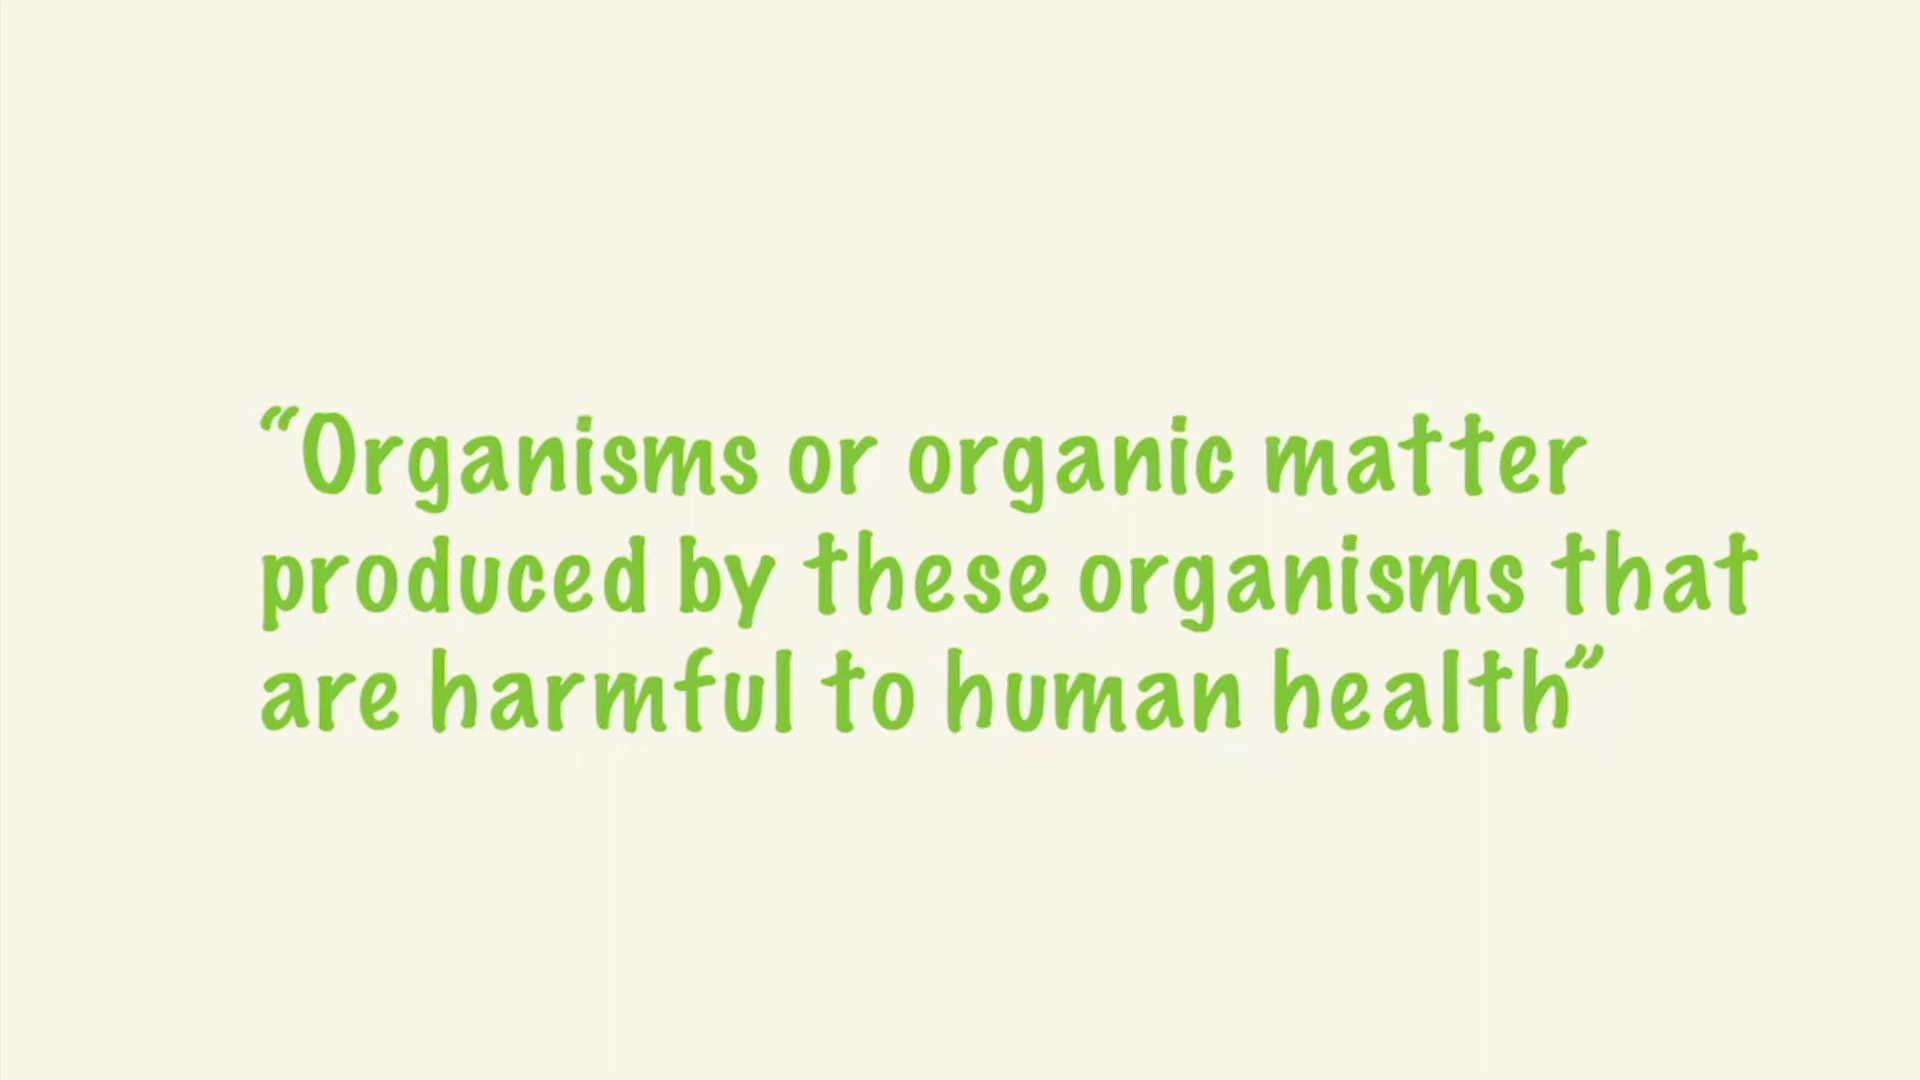 “Organisms or organic matter
produced by these organisms that
are harmful to human health”